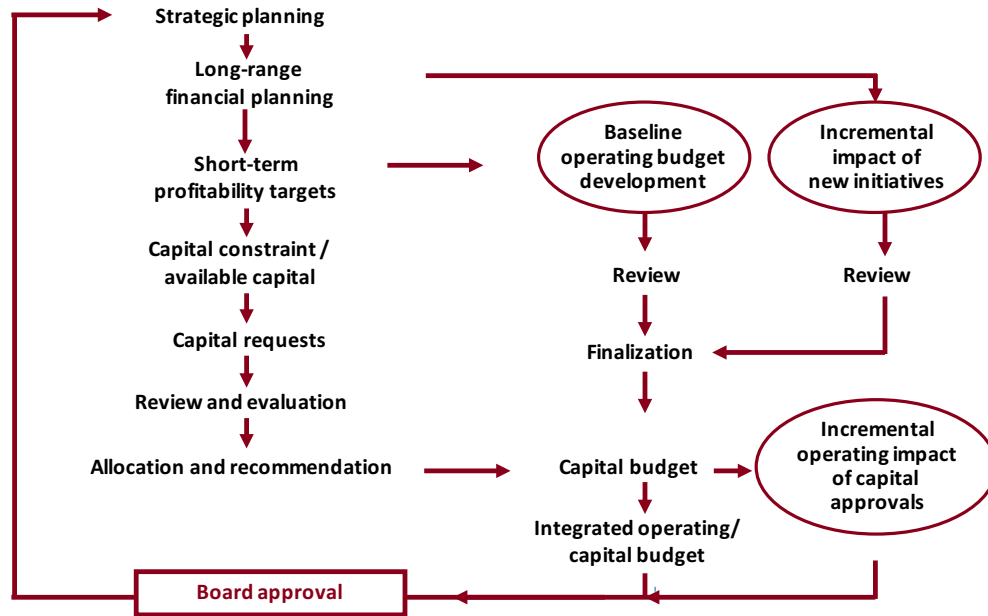 Strategic planning
Long-range
financial planning
Short-term
profitability targets
Capital constraint /
available capital
Capital requests
Review and evaluation
Allocation and recommendation
Baseline
operating budget
development
Review
Finalization
Capital budget
Integrated operating/
capital budget
Incremental
impact of
new initiatives
Review
Incremental
operating impact
of capital
approvals
Board approval